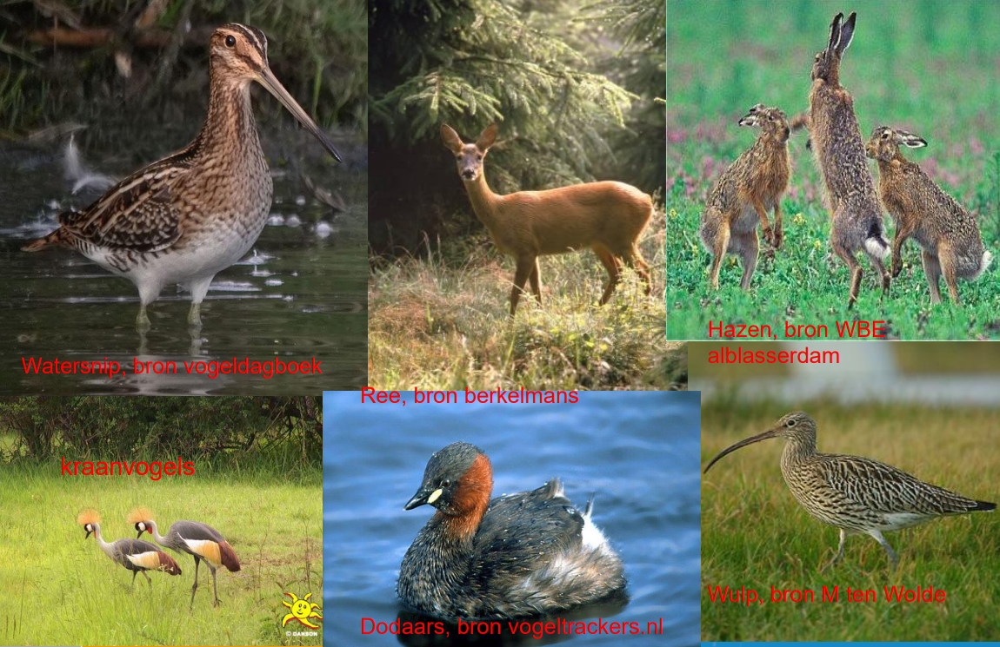 Hazen, bron WBE
alblasserdam
Watersnip, bron vogeldagboek
Ree, bron berkelmans
kraanvogels
Wulp, bron M ten Wolde
© DANSON
Dodaars, bron vogeltrackers.nl